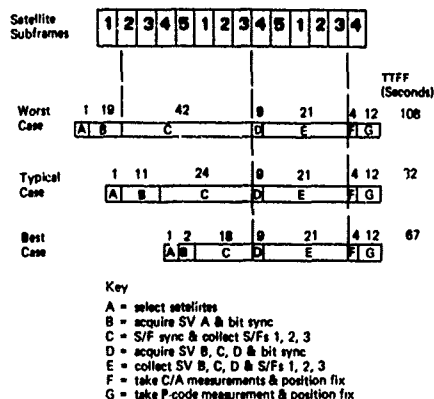 Satellite Subframes 1 2 3 4 5 1 2 3 4 5 1 2 3 4
TTFF (Seconds)
1 19 42 9 21 4 12
Worst Case A B C D E F G 108
1 11 24 9 21 4 12
Typical Case A B C D E F G 32
1 2 18 9 21 4 12
Best Case A B C D E F G 67
Key
A = select satellites
B = acquire SV A & bit sync
C = S/F sync & collect S/Fs 1, 2, 3
D = acquire SV B, C, D & bit sync
E = collect SV B, C, D & S/Fs 1, 2, 3
F = take C/A measurements & position fix
G = take P-code measurement & position fix